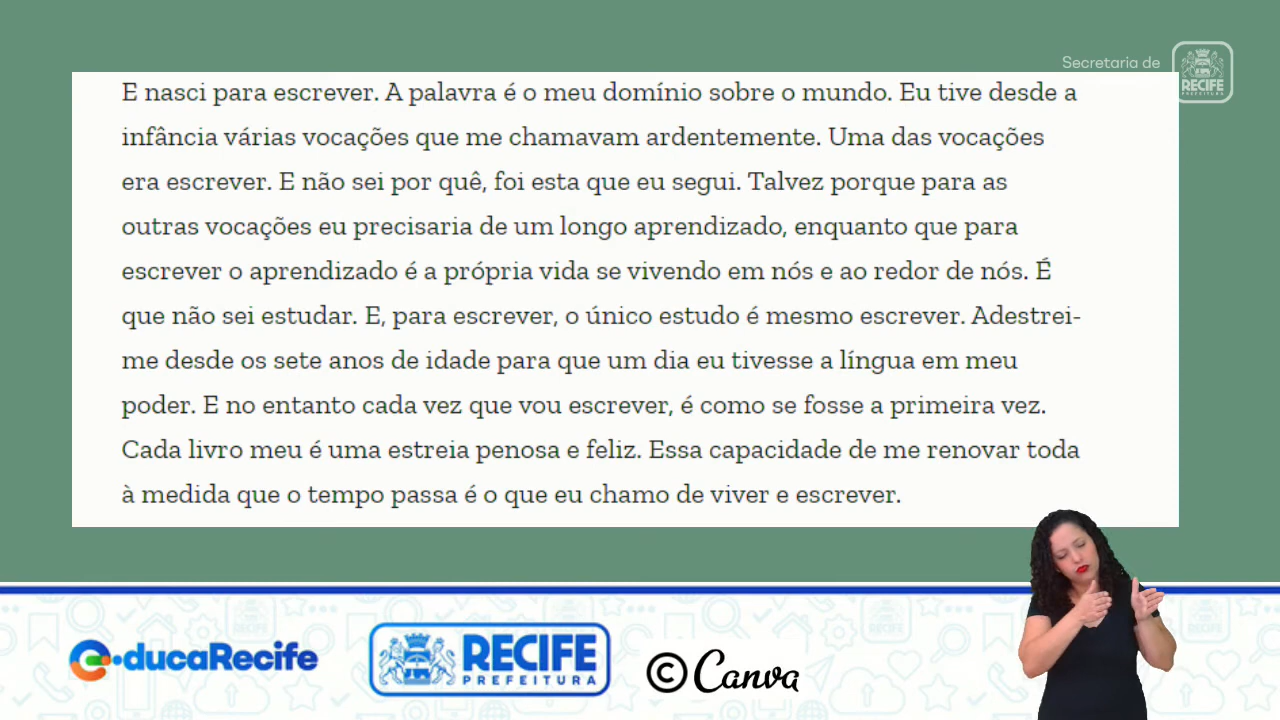 Secretaria de
RECIFE
PREFEITURA
E nasci para escrever. A palavra é o meu domínio sobre o mundo. Eu tive desde a
infância várias vocações que me chamavam ardentemente. Uma das vocações
era escrever. E não sei por quê, foi esta que eu segui. Talvez porque para as
outras vocações eu precisaria de um longo aprendizado, enquanto que para
escrever o aprendizado é a própria vida se vivendo em nós e ao redor de nós. É
que não sei estudar. E, para escrever, o único estudo é mesmo escrever. Adestrei-
me desde os sete anos de idade para que um dia eu tivesse a língua em meu
poder. E no entanto cada vez que vou escrever, é como se fosse a primeira vez.
Cada livro meu é uma estreia penosa e feliz. Essa capacidade de me renovar toda
à medida que o tempo passa é o que eu chamo de viver e escrever.
educaRecife
RECIFE
PREFEITURA
© Canva